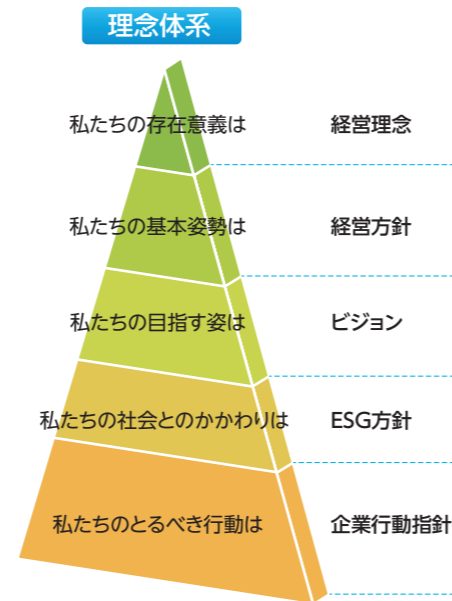 理念体系
私たちの存在意義は 経営理念
私たちの基本姿勢は 経営方針
私たちの目指す姿は ビジョン
私たちの社会とのかかわりは ESG方針
私たちのとるべき行動は 企業行動指針